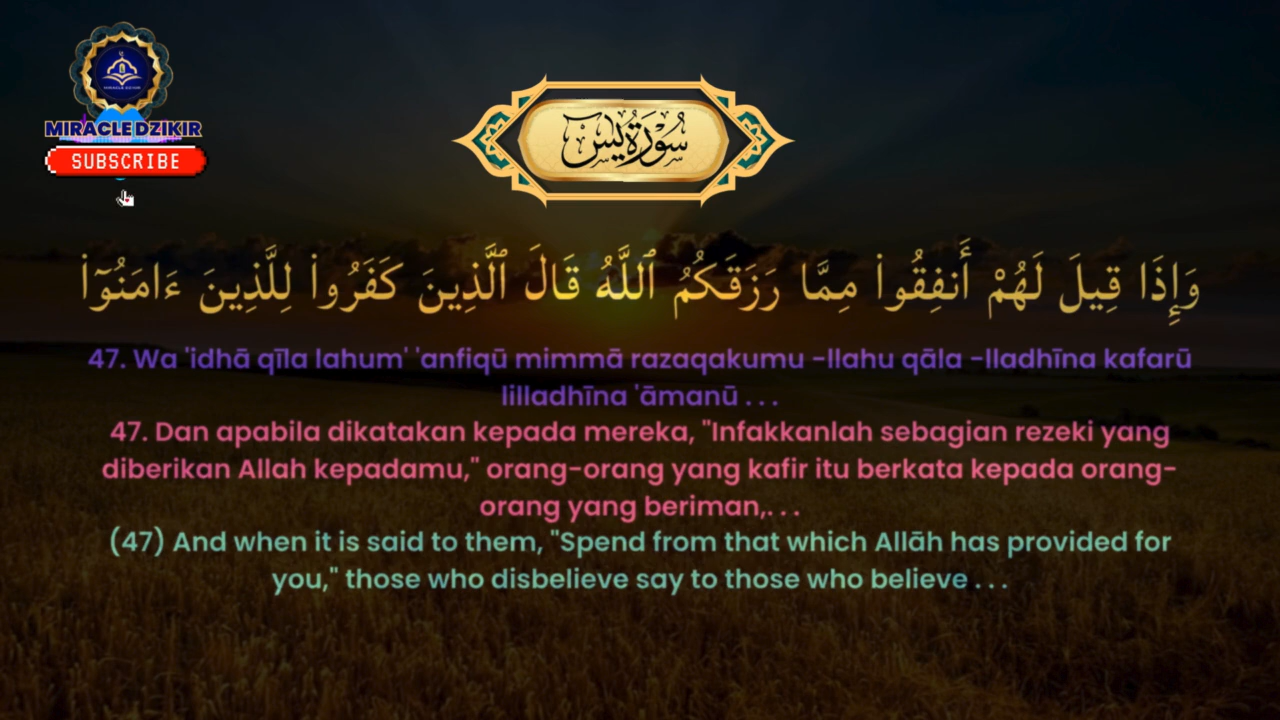 MIRACLE DZIKIR
MIRACLE DZIKIR
SUBSCRIBE
سُورَةُ يٰسٓ
وَإِذَا قِيلَ لَهُمْ أَنفِقُوا۟ مِمَّا رَزَقَكُمُ ٱللَّهُ قَالَ ٱلَّذِينَ كَفَرُوا۟ لِلَّذِينَ ءَامَنُوٓا۟
47. Wa 'idhā qīla lahum' 'anfiqū mimmā razaqakumu -llahu qāla -lladhīna kafarū
lilladhīna 'āmanū . . .
47. Dan apabila dikatakan kepada mereka, "Infakkanlah sebagian rezeki yang
diberikan Allah kepadamu," orang-orang yang kafir itu berkata kepada orang-
orang yang beriman,. . .
(47) And when it is said to them, "Spend from that which Allāh has provided for
you," those who disbelieve say to those who believe . . .